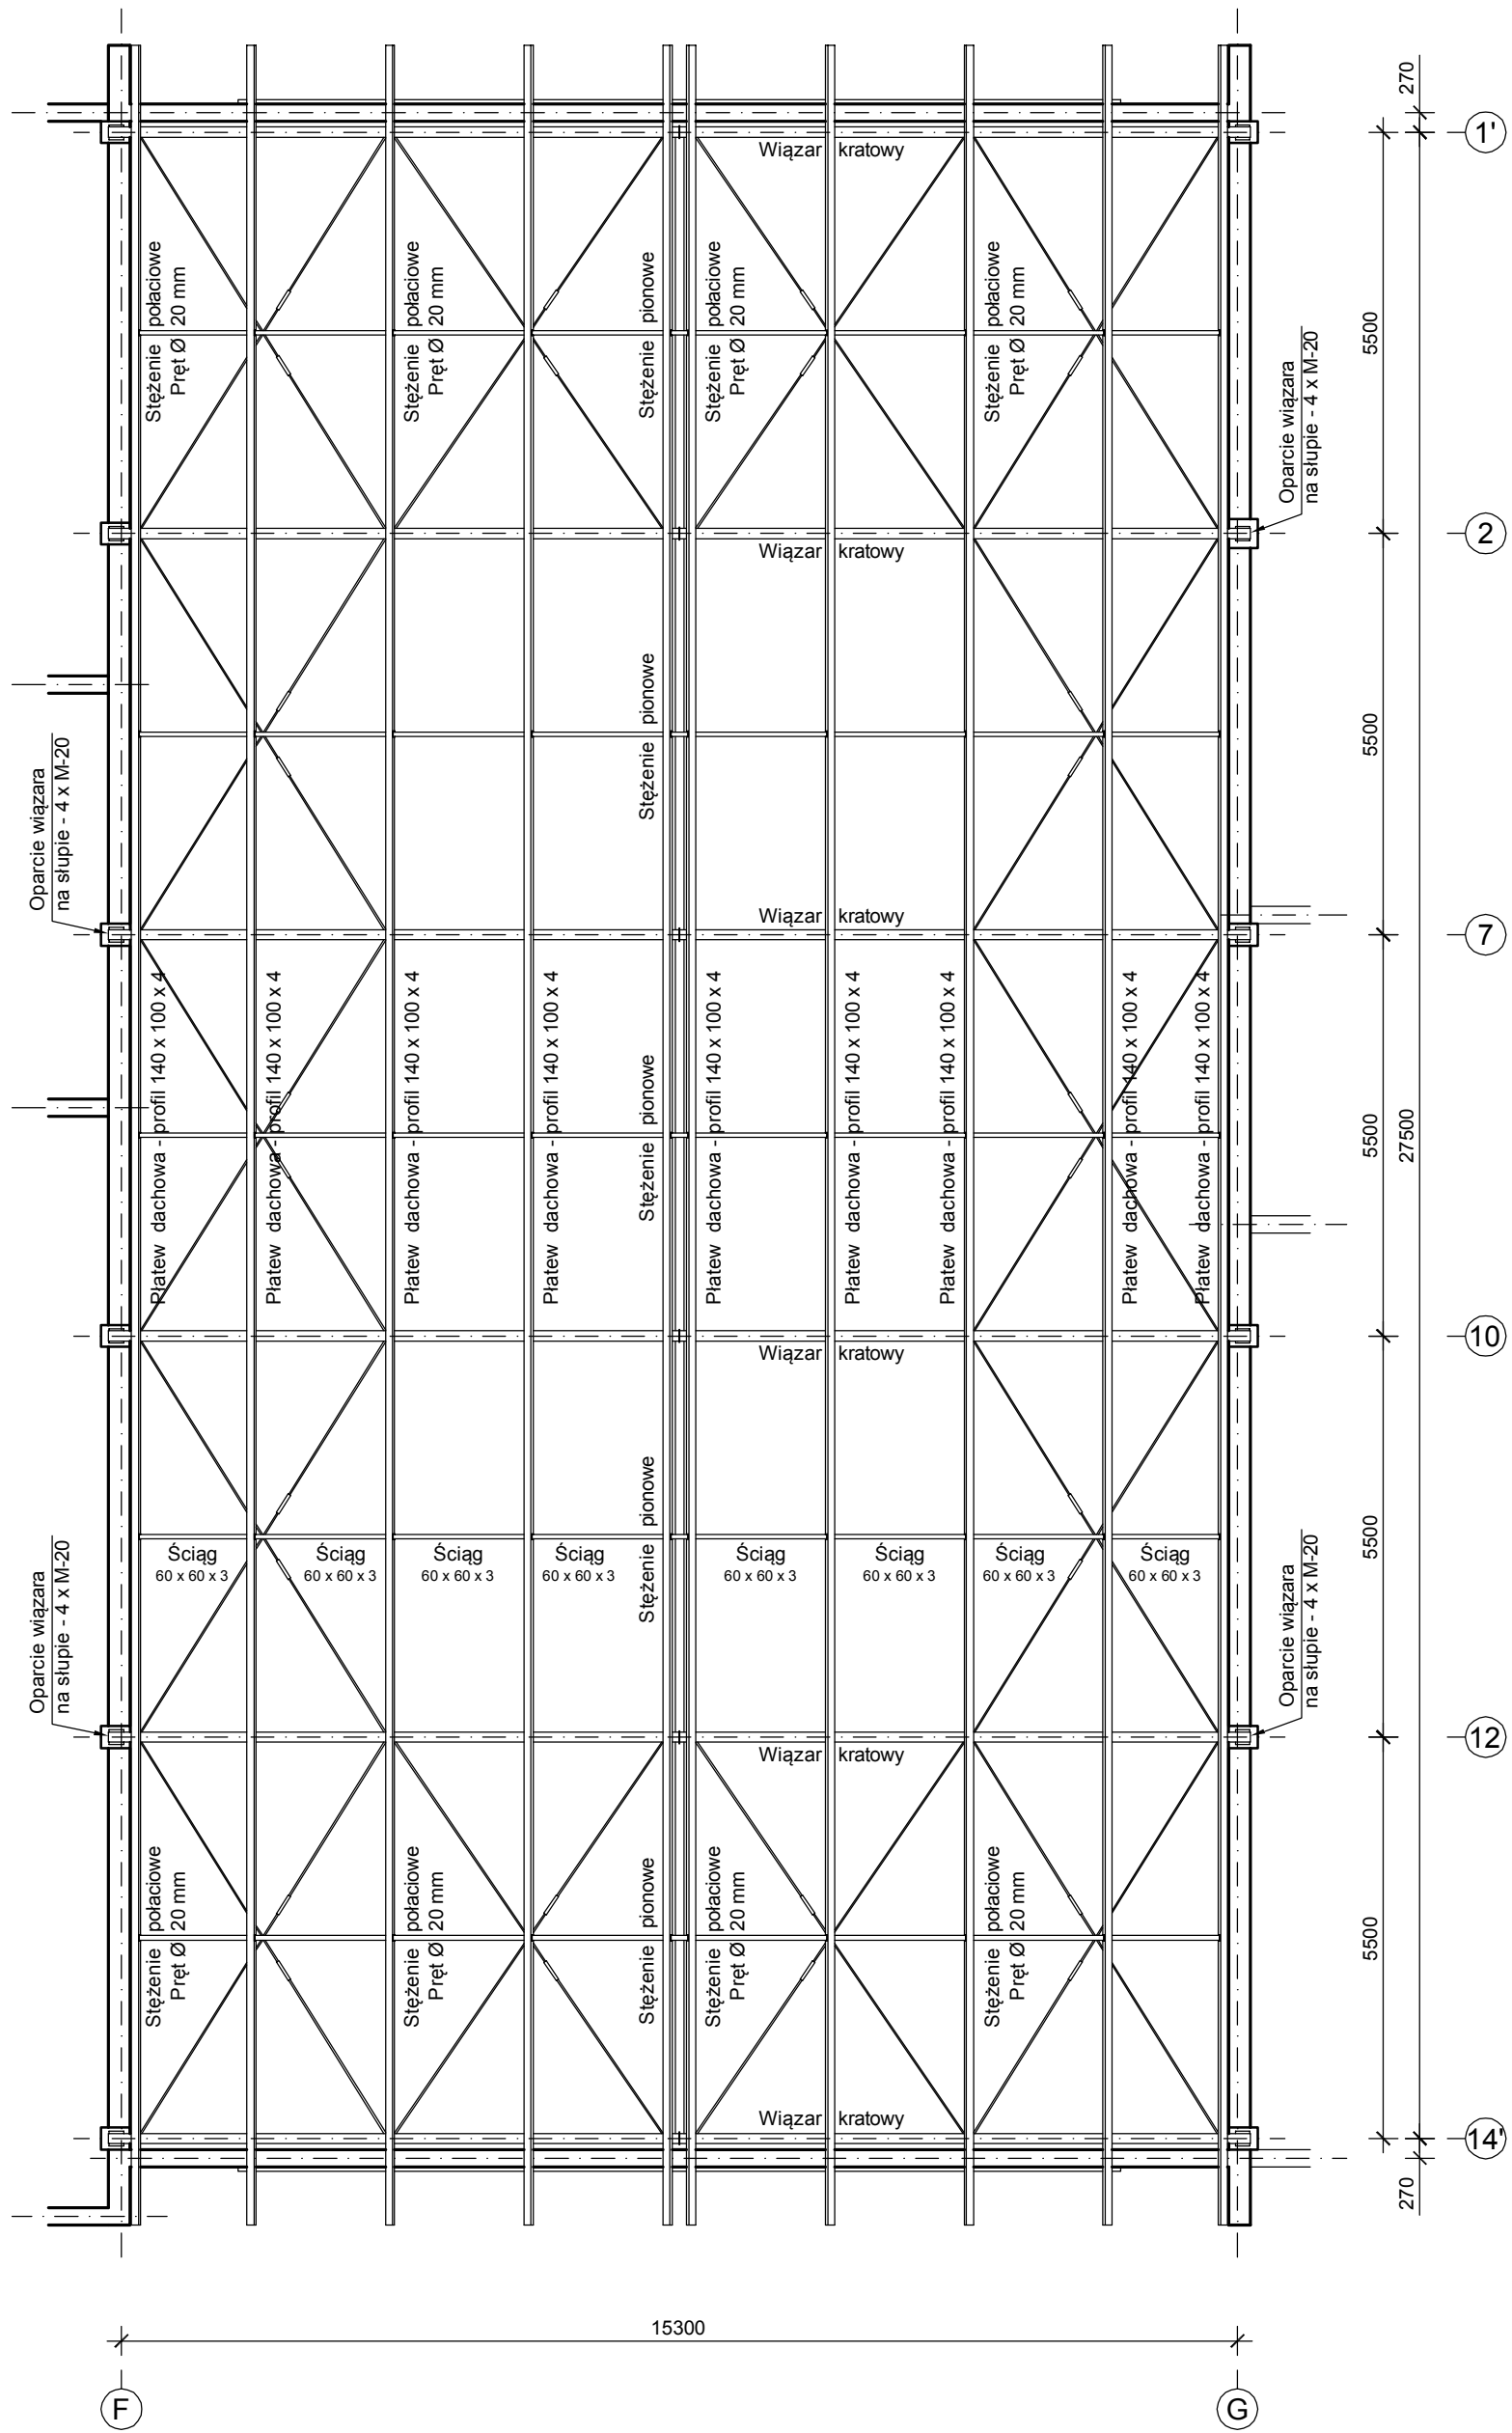 270
1'
Wiązar kratowy
Stężenie połaciowe
Pręt Ø 20 mm
Stężenie połaciowe
Pręt Ø 20 mm
Stężenie pionowe
Stężenie połaciowe
Pręt Ø 20 mm
Stężenie połaciowe
Pręt Ø 20 mm
5500
Oparcie wiązara
na słupie - 4 x M-20
2
Wiązar kratowy
Stężenie pionowe
5500
Oparcie wiązara
na słupie - 4 x M-20
Wiązar kratowy
7
Płatew dachowa - profil 140 x 100 x 4
Płatew dachowa - profil 140 x 100 x 4
Płatew dachowa - profil 140 x 100 x 4
Płatew dachowa - profil 140 x 100 x 4
Stężenie pionowe
Płatew dachowa - profil 140 x 100 x 4
Płatew dachowa - profil 140 x 100 x 4
Płatew dachowa - profil 140 x 100 x 4
Płatew dachowa - profil 140 x 100 x 4
Płatew dachowa - profil 140 x 100 x 4
5500
27500
10
Wiązar kratowy
Stężenie pionowe
5500
Ściąg
60 x 60 x 3
Ściąg
60 x 60 x 3
Ściąg
60 x 60 x 3
Ściąg
60 x 60 x 3
Ściąg
60 x 60 x 3
Ściąg
60 x 60 x 3
Ściąg
60 x 60 x 3
Ściąg
60 x 60 x 3
Oparcie wiązara
na słupie - 4 x M-20
Oparcie wiązara
na słupie - 4 x M-20
12
Wiązar kratowy
Stężenie połaciowe
Pręt Ø 20 mm
Stężenie połaciowe
Pręt Ø 20 mm
Stężenie pionowe
Stężenie połaciowe
Pręt Ø 20 mm
Stężenie połaciowe
Pręt Ø 20 mm
5500
Wiązar kratowy
14'
270
15300
F
G